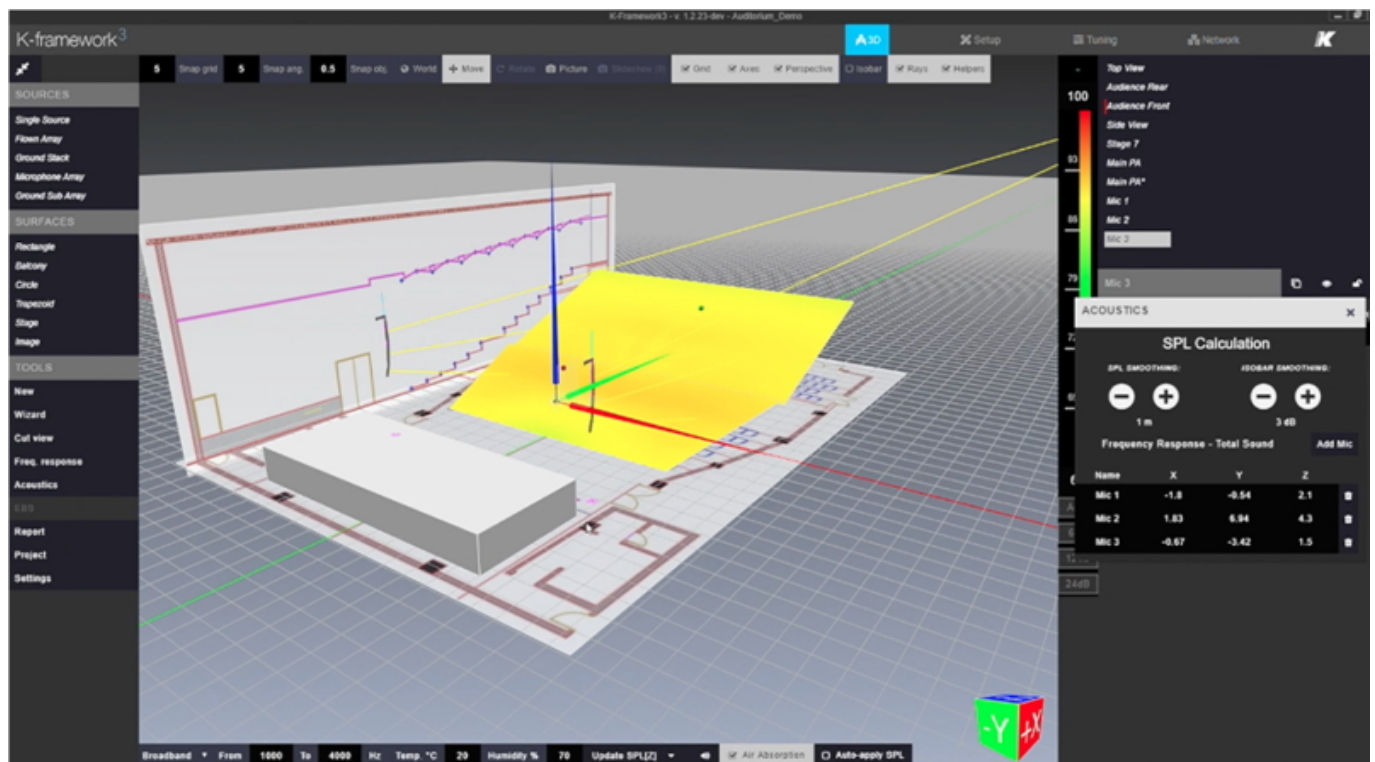 K-Framework3 - v. 1.2.23-dev - Auditorium_Demo
K-framework3
3D
Setup
Tuning
Network
K
5 Snap grid 5 Snap ang. 0.5 Snap obj. World Move Rotate Picture Slideshow Grid Axes Perspective Isobar Rays Helpers
SOURCES
Single Source
Flown Array
Ground Stack
Microphone Array
Ground Sub Array
SURFACES
Rectangle
Balcony
Circle
Trapezoid
Stage
Image
TOOLS
New
Wizard
Cut view
Freq. response
Acoustics
EBS
Report
Project
Settings
-
100
93
86
79
24dB
Top View
Audience Rear
Audience Front
Side View
Stage 7
Main PA
Main PA*
Mic 1
Mic 2
Mic 3
Mic 3
ACOUSTICS
SPL Calculation
SPL SMOOTHING: ISOBAR SMOOTHING:
1 m 3 dB
Frequency Response - Total Sound Add Mic
Name X Y Z
Mic 1 -1.8 -0.54 2.1
Mic 2 1.83 6.94 4.3
Mic 3 -0.67 -3.42 1.5
-Y +X
Broadband From 1000 To 4000 Hz Temp. °C 20 Humidity % 70 Update SPL[Z] Air Absorption Auto-apply SPL